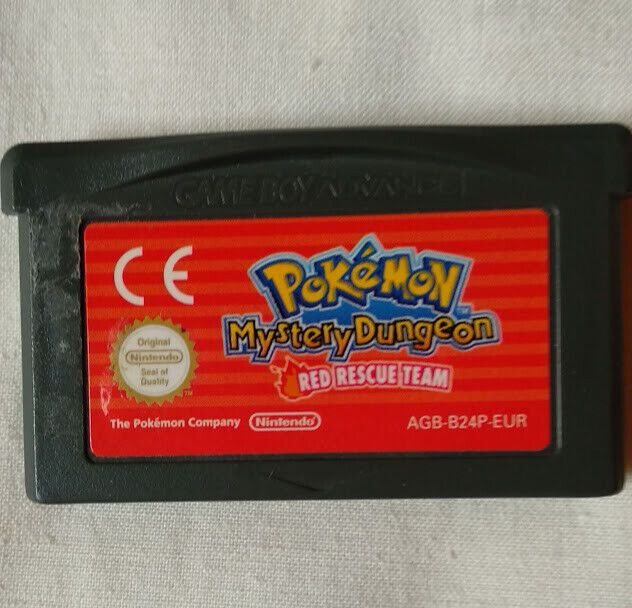 GAME BOY ADVANCE
CE
POKéMON
Mystery Dungeon
RED RESCUE TEAM
Original
Nintendo
Seal of
Quality
TM
The Pokémon Company Nintendo AGB-B24P-EUR